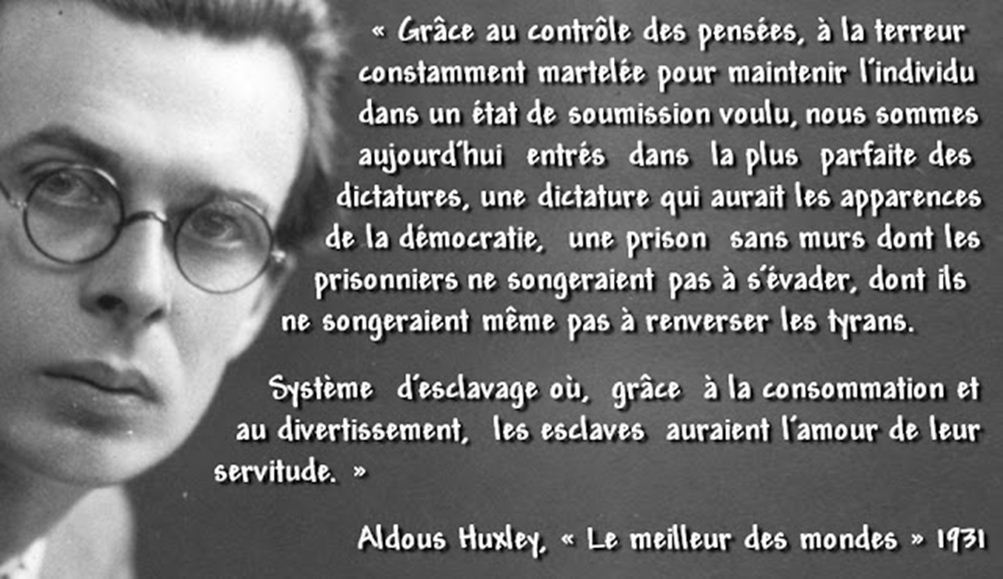 « Grâce au contrôle des pensées, à la terreur
constamment martelée pour maintenir l'individu
dans un état de soumission voulu, nous sommes
aujourd'hui entrés dans la plus parfaite des
dictatures, une dictature qui aurait les apparences
de la démocratie, une prison sans murs dont les
prisonniers ne songeraient pas à s'évader, dont ils
ne songeraient même pas à renverser les tyrans.
Système d'esclavage où, grâce à la consommation et
au divertissement, les esclaves auraient l'amour de leur
servitude. »
Aldous Huxley, « Le meilleur des mondes » 1931